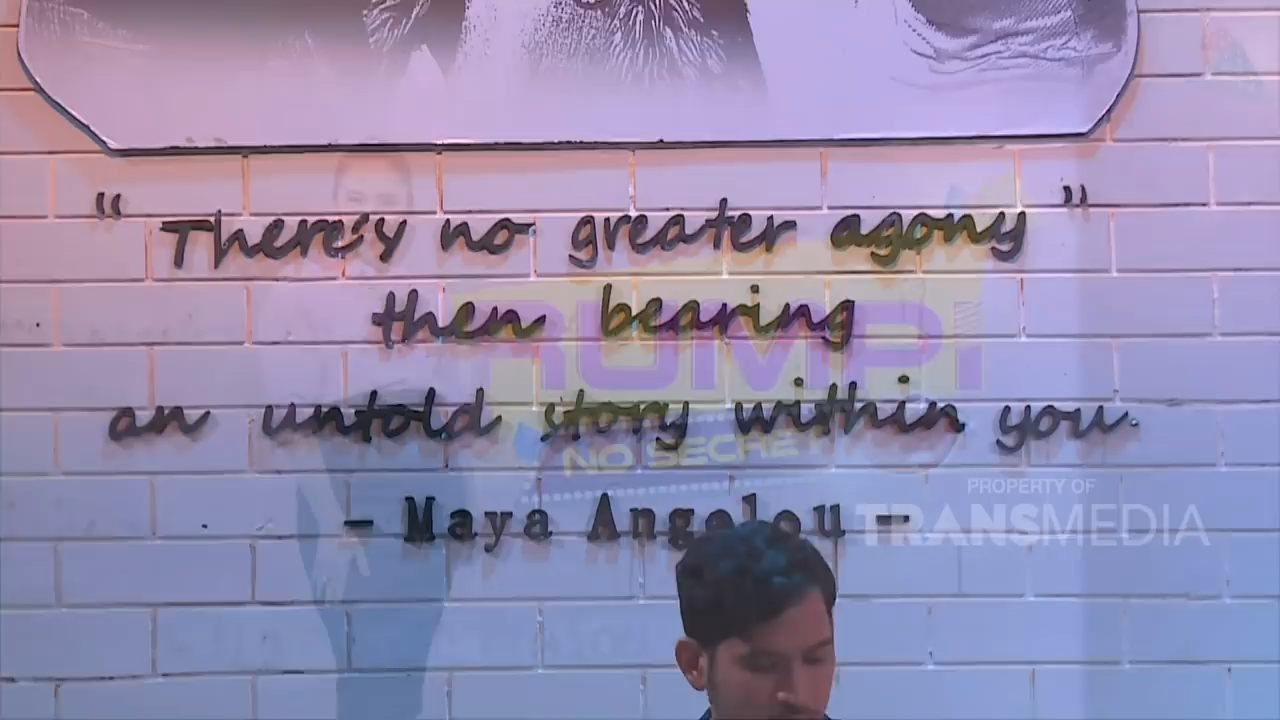 "There's no greater agony"
then bearing
an untold story within you.
- Maya Angelou -
RUMPI
NO SECRET
PROPERTY OF
TRANSMEDIA